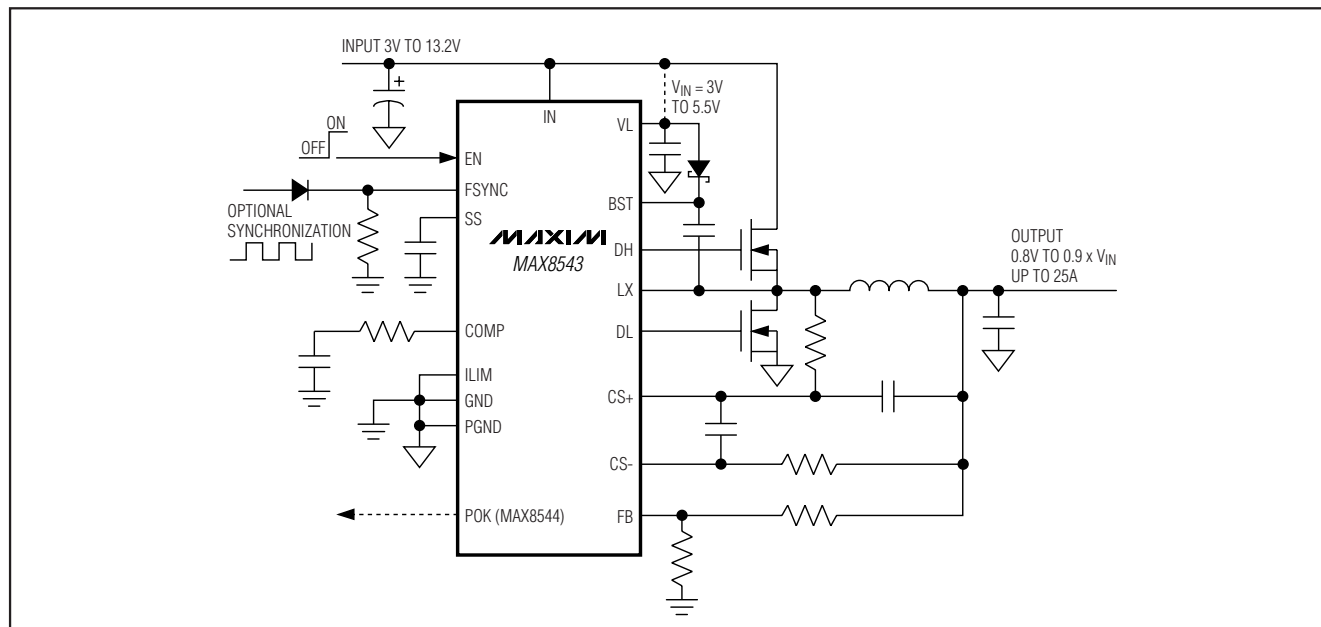 INPUT 3V TO 13.2V
+
VIN = 3V
TO 5.5V
ON
OFF
IN
VL
EN
FSYNC
OPTIONAL
SYNCHRONIZATION
SS
BST
MAXIM
MAX8543
DH
OUTPUT
0.8V TO 0.9 x VIN
UP TO 25A
LX
COMP
DL
ILIM
GND
CS+
PGND
CS-
POK (MAX8544)
FB